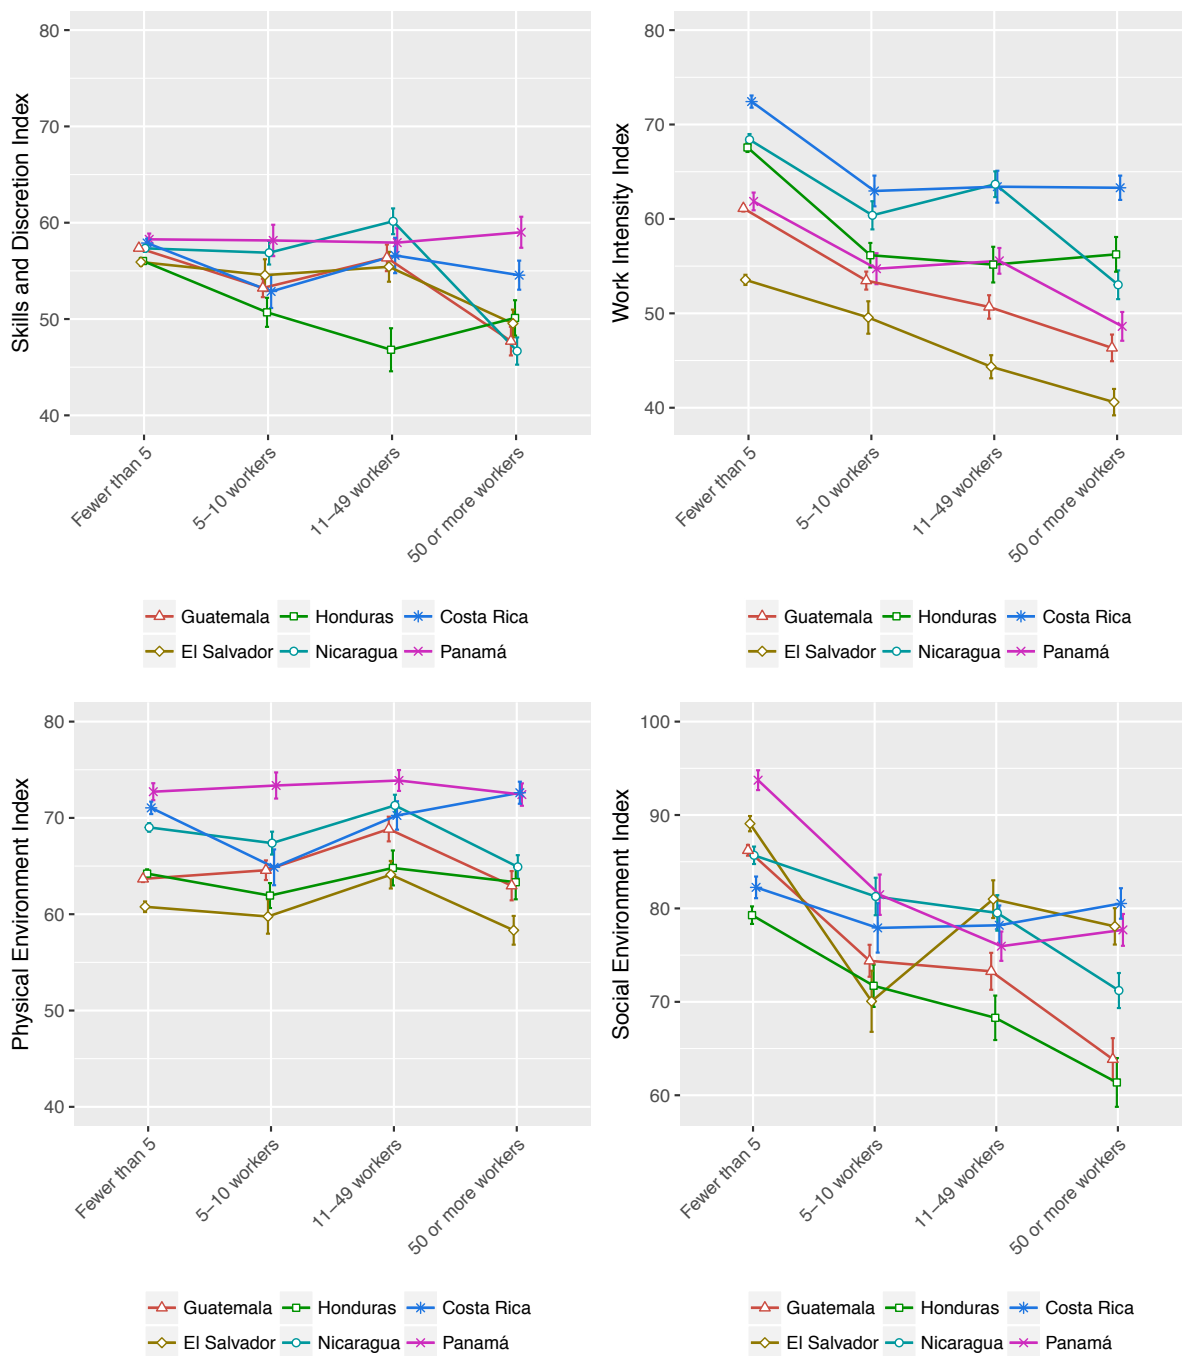 Skills and Discretion Index
80
70
60
50
40
Fewer than 5
5–10 workers
11–49 workers
50 or more workers
Guatemala Honduras Costa Rica
El Salvador Nicaragua Panamá
Work Intensity Index
80
70
60
50
40
Fewer than 5
5–10 workers
11–49 workers
50 or more workers
Guatemala Honduras Costa Rica
El Salvador Nicaragua Panamá
Physical Environment Index
80
70
60
50
40
Fewer than 5
5–10 workers
11–49 workers
50 or more workers
Guatemala Honduras Costa Rica
El Salvador Nicaragua Panamá
Social Environment Index
100
90
80
70
60
Fewer than 5
5–10 workers
11–49 workers
50 or more workers
Guatemala Honduras Costa Rica
El Salvador Nicaragua Panamá